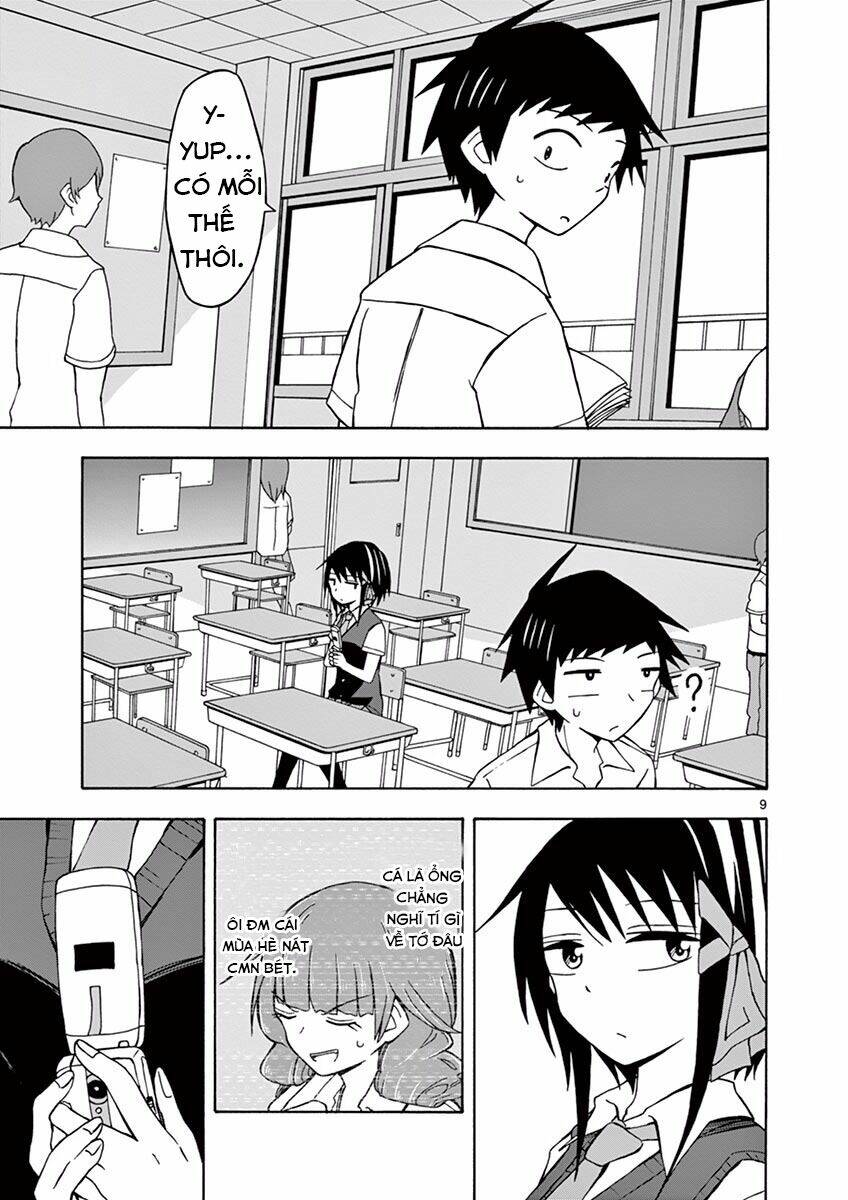 Y-
YUP...
CÓ MỖI
THẾ
THÔI.
?
9
CÁ LÀ ỔNG
CHẲNG
NGHĨ TÍ GÌ
VỀ TỚ ĐÂU
ÔI ĐM CÁI
MÙA HÈ NÁT
CMN BÉT.